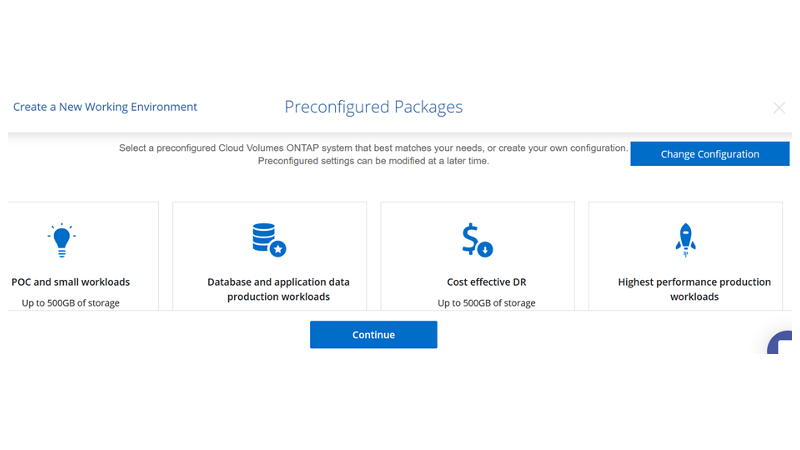 Create a New Working Environment
Preconfigured Packages
Select a preconfigured Cloud Volumes ONTAP system that best matches your needs, or create your own configuration.
Preconfigured settings can be modified at a later time.
Change Configuration
POC and small workloads
Up to 500GB of storage
Database and application data
production workloads
Cost effective DR
Up to 500GB of storage
Highest performance production
workloads
Continue